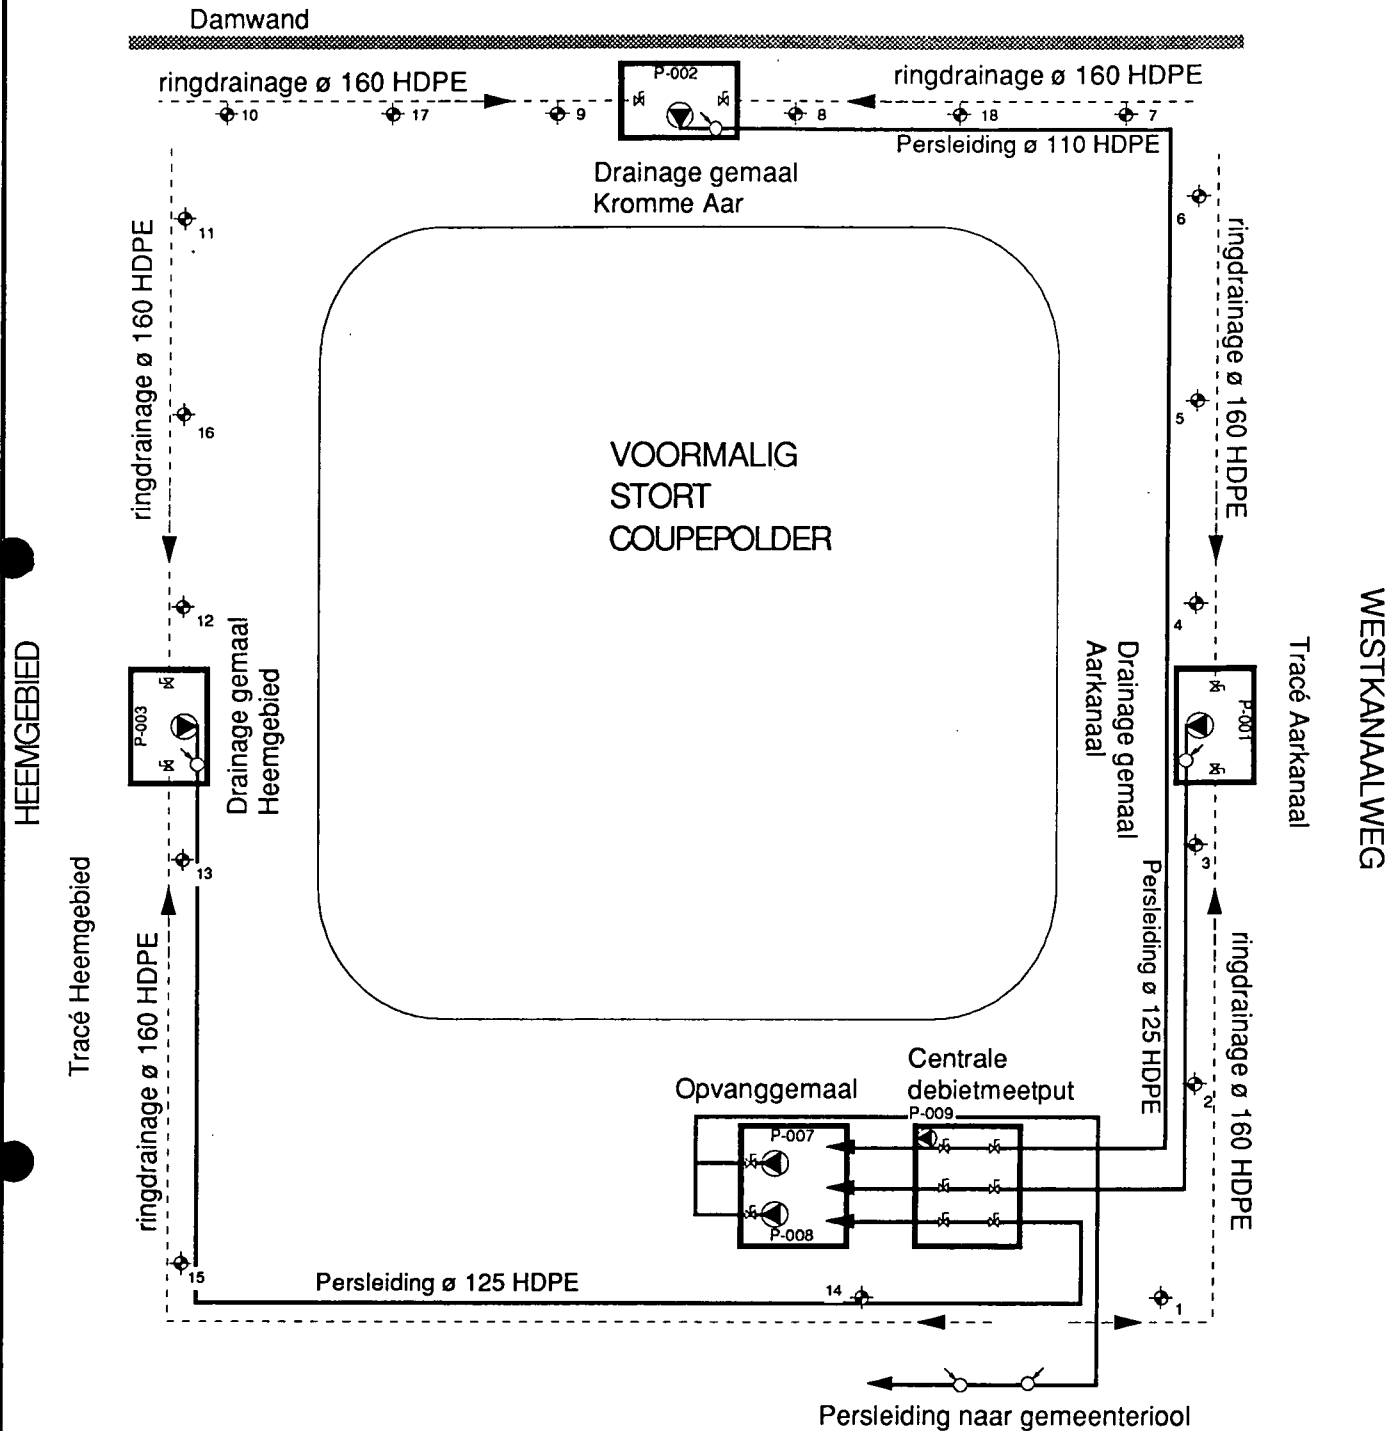 Damwand
ringdrainage ø 160 HDPE
P-002
ringdrainage ø 160 HDPE
10
17
9
8
18
7
Persleiding ø 110 HDPE
Drainage gemaal
Kromme Aar
11
6
ringdrainage ø 160 HDPE
ringdrainage ø 160 HDPE
16
5
VOORMALIG
STORT
COUPEPOLDER
12
4
HEEMGEBIED
Tracé Heemgebied
P-003
Drainage gemaal
Heemgebied
Drainage gemaal
Aarkanaal
P-001
Tracé Aarkanaal
WESTKANAALWEG
13
3
ringdrainage ø 160 HDPE
Persleiding ø 125 HDPE
ringdrainage ø 160 HDPE
2
Opvanggemaal
Centrale
debietmeetput
P-009
P-007
P-008
15
Persleiding ø 125 HDPE
14
1
Persleiding naar gemeenteriool